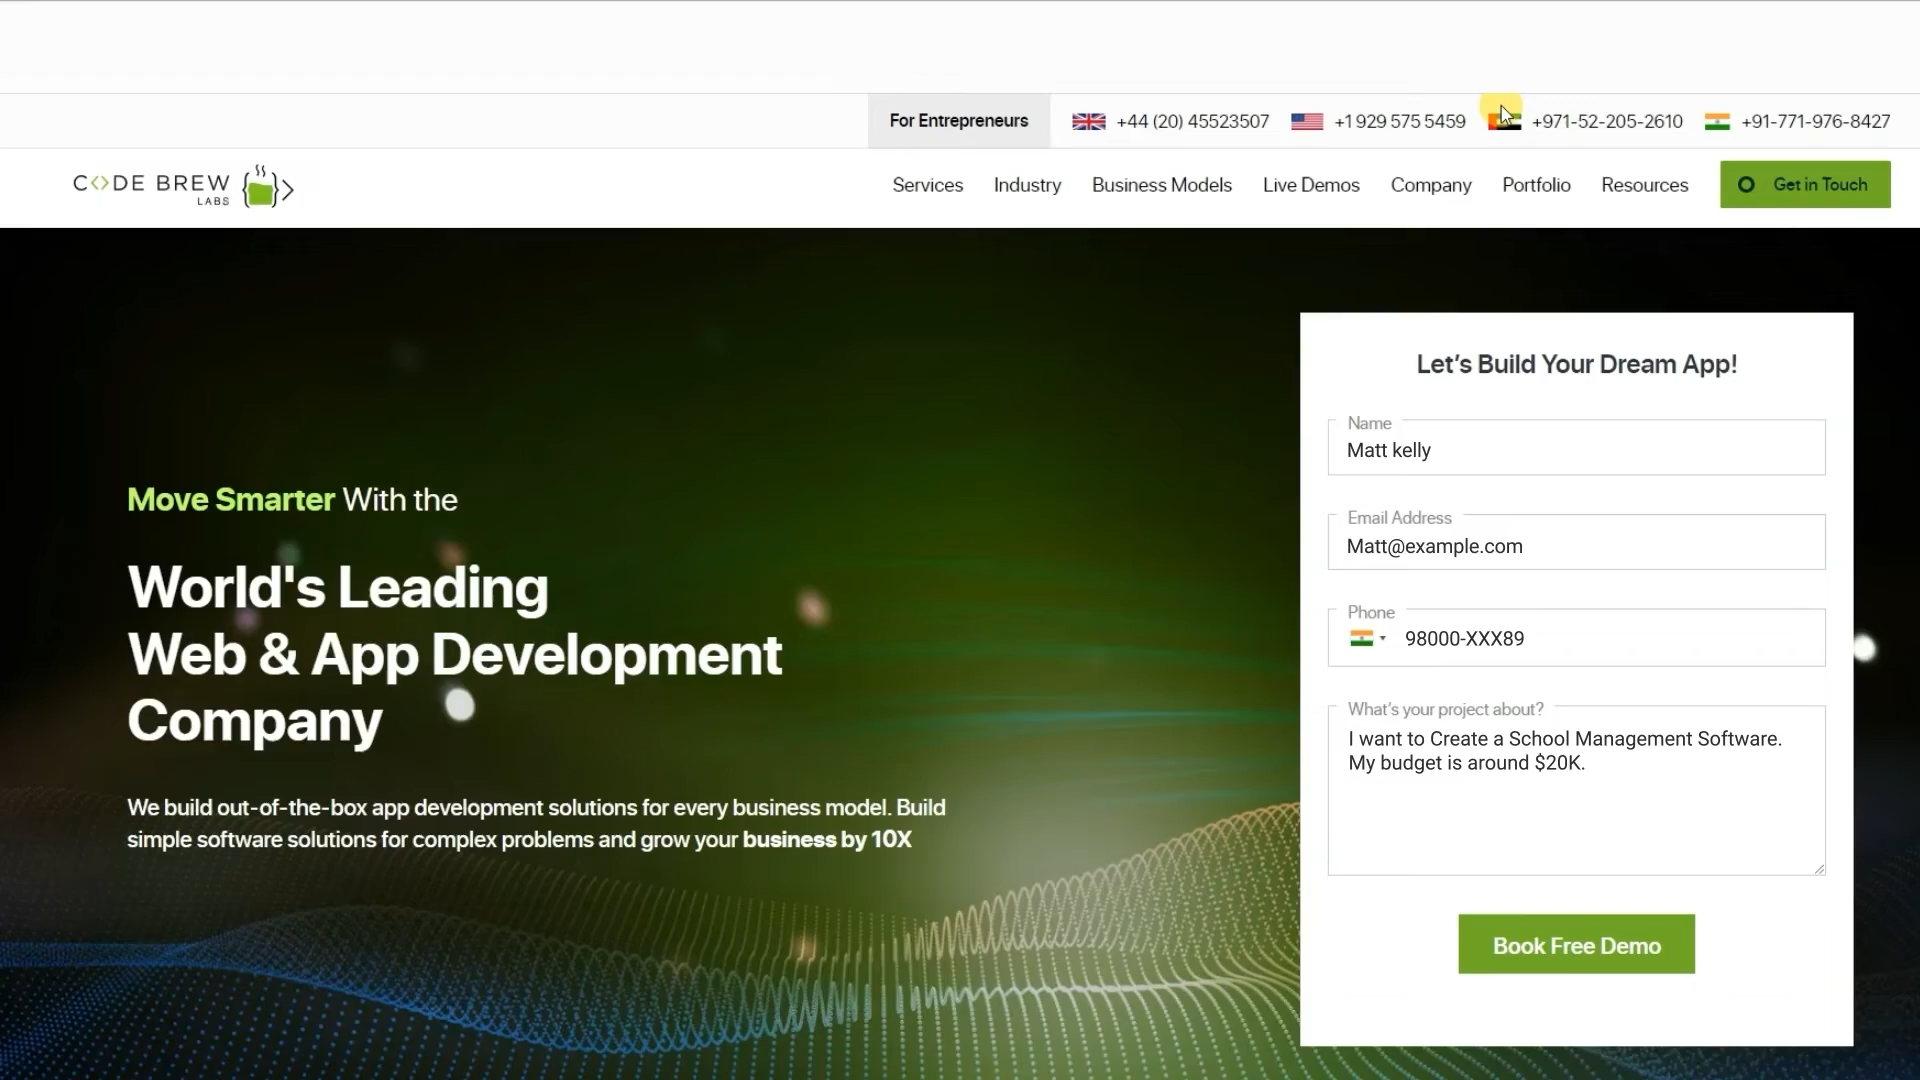 For Entrepreneurs
+44 (20) 45523507
+1 929 575 5459
+971-52-205-2610
+91-771-976-8427
C<>DE BREW
LABS
Services
Industry
Business Models
Live Demos
Company
Portfolio
Resources
Get in Touch
Move Smarter With the
World's Leading
Web & App Development
Company
We build out-of-the-box app development solutions for every business model. Build
simple software solutions for complex problems and grow your business by 10X
Let's Build Your Dream App!
Name
Matt kelly
Email Address
Matt@example.com
Phone
98000-XXX89
What's your project about?
I want to Create a School Management Software.
My budget is around $20K.
Book Free Demo